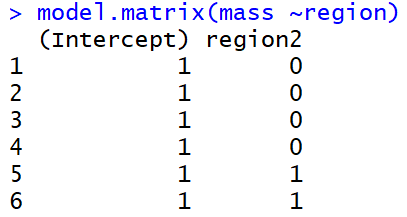 > model.matrix(mass ~region)
(Intercept) region2
1 1 0
2 1 0
3 1 0
4 1 0
5 1 1
6 1 1